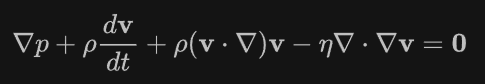 ∇p + ρ d𝐯/dt + ρ(𝐯 · ∇)𝐯 − η∇ · ∇𝐯 = 𝟎